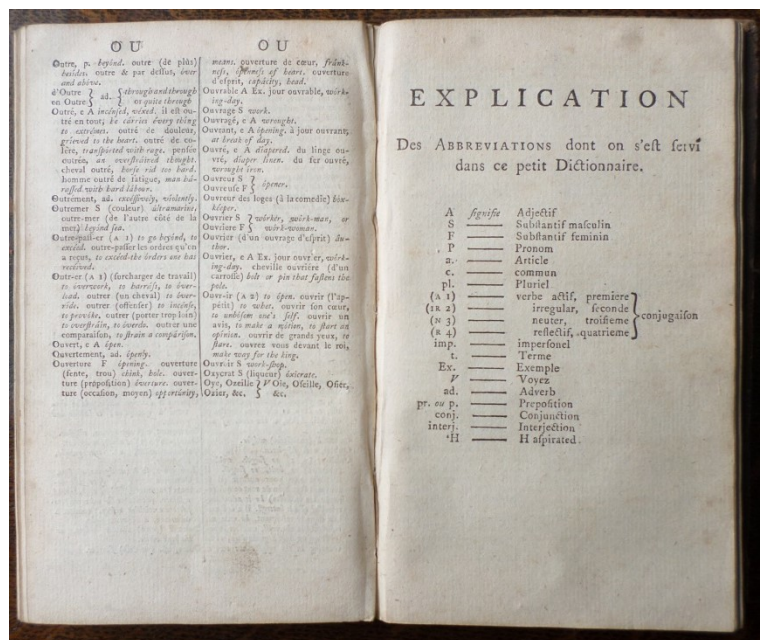 OU
Outre, p. beyond. outre (de plus)
besides. outre & par dessus, over
and above.
d'Outre } ad. { through and through
en Outre } or quite through
Outré, e A incensed, vexed. il est ou-
tré en tout, he carries every thing
to extremes. outré de douleur,
grieved to the heart. outré de co-
lère, transported with rage. pensée
outrée, an overstrained thought.
cheval outré, horse rid too hard.
homme outré de fatigue, man ha-
rassed with hard labour.
Outrément, ad. excessively, violently.
Outremer S (couleur) ultramarine,
outre-mer (de l'autre côté de la
mer) beyond sea.
Outre-pass-er (A 1) to go beyond, to
exceed. outre-passer les ordres qu'on
a reçus, to exceed the orders one has
received.
Outr-er (A 1) (surcharger de travail)
to overwork, to harrass, to over-
load. outrer (un cheval) to over-
ride. outrer (offenser) to incense,
to provoke, outrer (porter trop loin)
to overstrain, to overdo. outrer une
comparaison, to strain a comparison.
Ouvert, e A open.
Ouvertement, ad. openly.
Ouverture F opening. ouverture
(fente, trou) chink, hole. ouver-
ture (préposition) overture. ouver-
ture (occasion, moyen) opportunity,
OU
means. ouverture de cœur, frank-
ness, openness of heart. ouverture
d'esprit, capacity, head.
Ouvrable A Ex. jour ouvrable, work-
ing-day.
Ouvrage S work.
Ouvragé, e A wrought.
Ouvrant, e A opening. à jour ouvrant,
at break of day.
Ouvré, e A diapered. du linge ou-
vré, diaper linen. du fer ouvré,
wrought iron.
Ouvreur S }
Ouvreuse F } opener.
Ouvreur des loges (à la comedie) box-
keeper.
Ouvrier S } worker, work-man, or
Ouvriere F } work-woman.
Ouvrier (d'un ouvrage d'esprit) au-
thor.
Ouvrier, e A Ex. jour ouvrier, work-
ing-day. cheville ouvrière (d'un
carrosse) bolt or pin that fastens the
pole.
Ouvr-ir (A 2) to open. ouvrir (l'ap-
petit) to whet. ouvrir son cœur,
to unbosom one's self. ouvrir un
avis, to make a motion, to start an
opinion. ouvrir de grands yeux, to
stare. ouvrez vous devant le roi,
make way for the king.
Ouvroir S work-shop.
Oxycrat S (liqueur) oxicrate.
Oye, Ozeille } V Oie, Oseille, Osier,
Ozier, &c. } &c.
EXPLICATION
Des ABBREVIATIONS dont on s'est servi
dans ce petit Dictionnaire.
A signifie Adjectif
S Substantif masculin
F Substantif feminin
P Pronom
a. Article
c. commun
pl. Pluriel
(A 1) verbe actif, premiere
(IR 2) irregular, seconde
(N 3) neuter, troisieme } conjugaison
(R 4) reflectif, quatrieme
imp. impersonel
t. Terme
Ex. Exemple
V Voyez
ad. Adverb
pr. ou p. Preposition
conj. Conjunction
interj. Interjection
'H H aspirated.